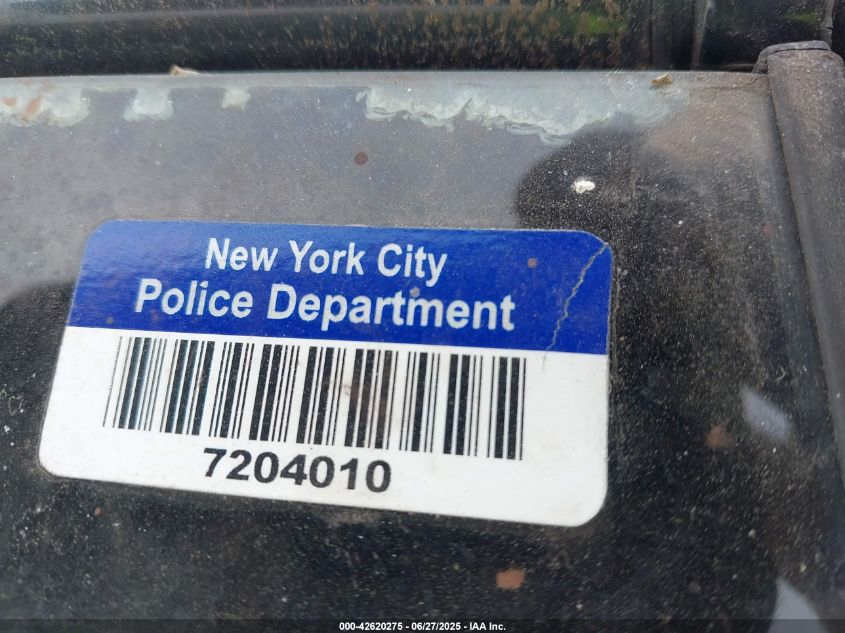 New York City
Police Department
7204010
000-42620275 - 06/27/2025 - IAA Inc.